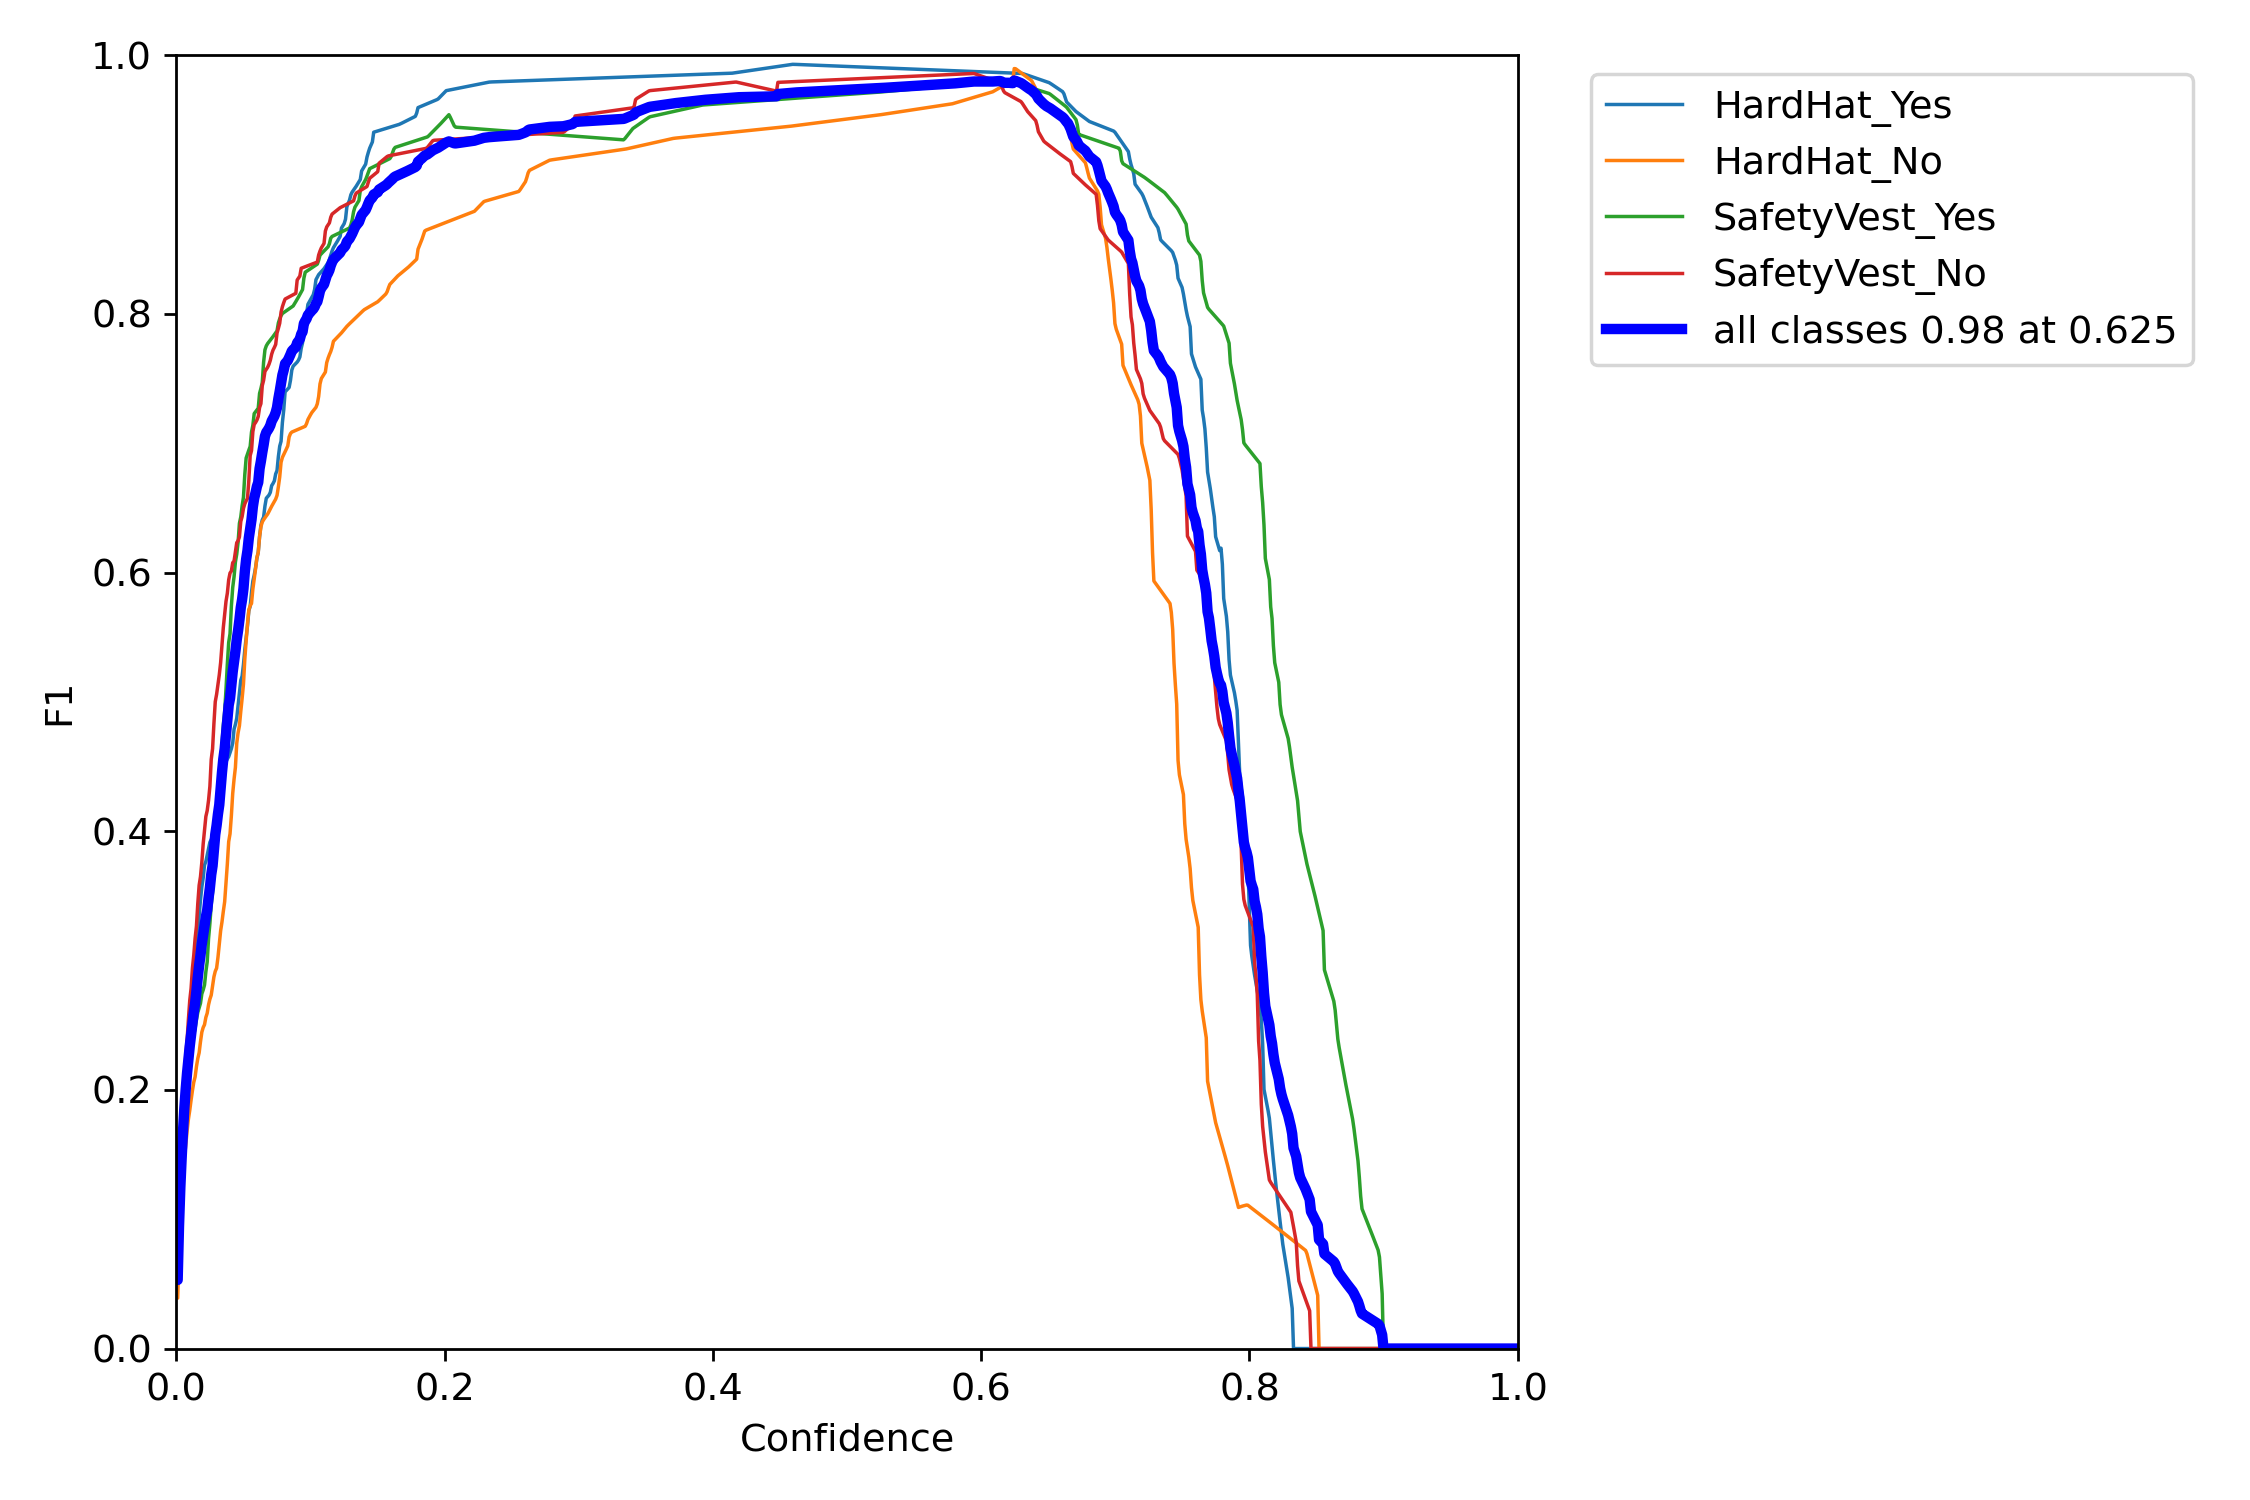 1.0
0.8
0.6
0.4
0.2
0.0
F1
0.0 0.2 0.4 0.6 0.8 1.0
Confidence
HardHat_Yes
HardHat_No
SafetyVest_Yes
SafetyVest_No
all classes 0.98 at 0.625